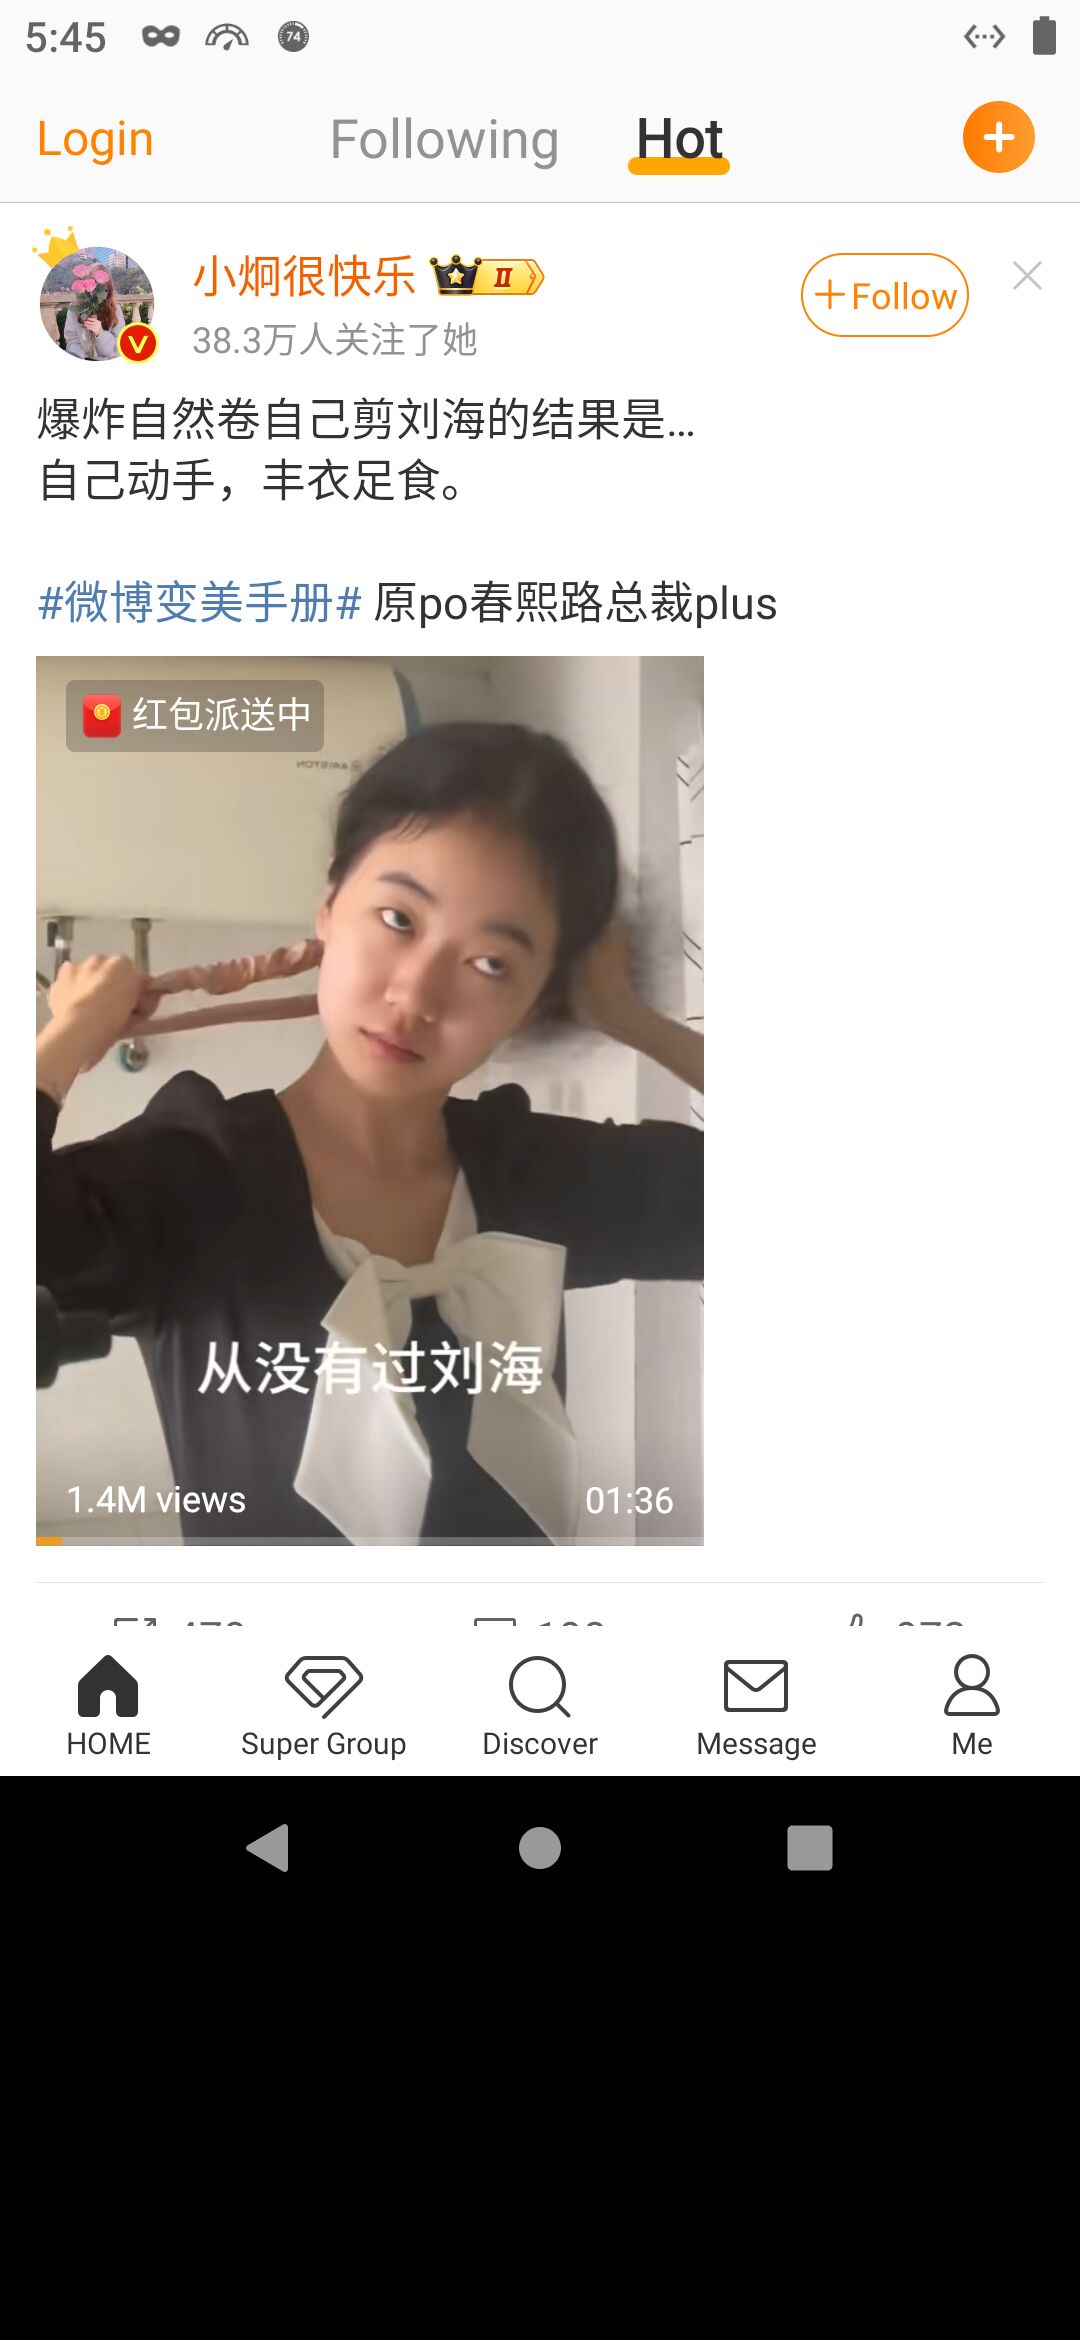 5:45
74
Login
Following
Hot
小炯很快乐
II
38.3万人关注了她
+Follow
爆炸自然卷自己剪刘海的结果是...
自己动手，丰衣足食。
#微博变美手册# 原po春熙路总裁plus
红包派送中
从没有过刘海
1.4M views
01:36
HOME
Super Group
Discover
Message
Me